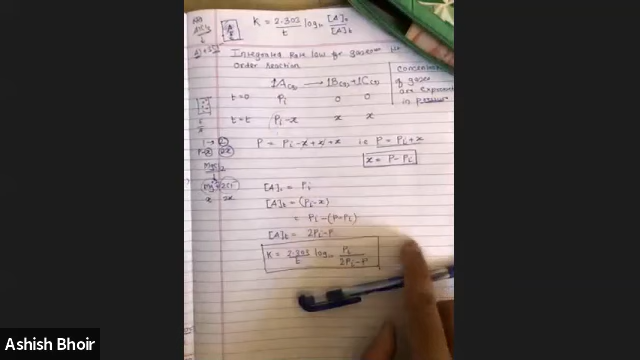 K = 2.303/t log₁₀ [A]₀/[A]t
Integrated Rate law for gaseous Ist
Order reaction
1A(g) → 1B(g) + 1C(g)
concentration
of gases
are expressed
in pressure
t=0 Pi 0 0
t=t Pi-x x x
P = Pi-x+x+x i.e P = Pi+x
x = P-Pi
[A]₀ = Pi
[A]t = (Pi-x)
= Pi-(P-Pi)
[A]t = 2Pi-P
K = 2.303/t log₁₀ Pi/2Pi-P
Ashish Bhoir